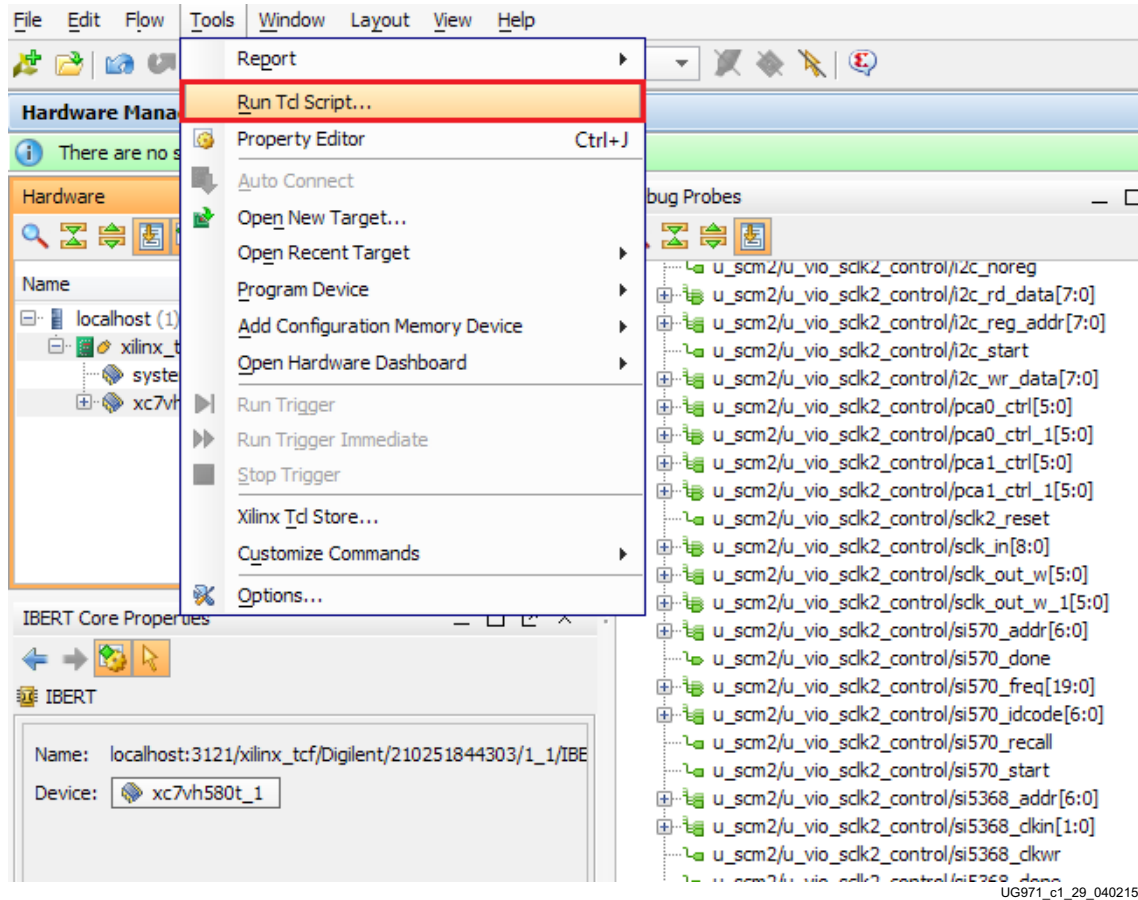 File Edit Flow Tools Window Layout View Help
Report
Run Tcl Script...
Hardware Mana
Property Editor Ctrl+J
There are no s
Auto Connect
Hardware
bug Probes
Open New Target...
Open Recent Target
Name
Program Device
localhost (1)
Add Configuration Memory Device
xilinx_t
Open Hardware Dashboard
syste
xc7vh
Run Trigger
Run Trigger Immediate
Stop Trigger
Xilinx Tcl Store...
Customize Commands
Options...
u_scm2/u_vio_sclk2_control/i2c_noreg
u_scm2/u_vio_sclk2_control/i2c_rd_data[7:0]
u_scm2/u_vio_sclk2_control/i2c_reg_addr[7:0]
u_scm2/u_vio_sclk2_control/i2c_start
u_scm2/u_vio_sclk2_control/i2c_wr_data[7:0]
u_scm2/u_vio_sclk2_control/pca0_ctrl[5:0]
u_scm2/u_vio_sclk2_control/pca0_ctrl_1[5:0]
u_scm2/u_vio_sclk2_control/pca1_ctrl[5:0]
u_scm2/u_vio_sclk2_control/pca1_ctrl_1[5:0]
u_scm2/u_vio_sclk2_control/sclk2_reset
u_scm2/u_vio_sclk2_control/sclk_in[8:0]
u_scm2/u_vio_sclk2_control/sclk_out_w[5:0]
u_scm2/u_vio_sclk2_control/sclk_out_w_1[5:0]
u_scm2/u_vio_sclk2_control/si570_addr[6:0]
u_scm2/u_vio_sclk2_control/si570_done
u_scm2/u_vio_sclk2_control/si570_freq[19:0]
u_scm2/u_vio_sclk2_control/si570_idcode[6:0]
u_scm2/u_vio_sclk2_control/si570_recall
u_scm2/u_vio_sclk2_control/si570_start
u_scm2/u_vio_sclk2_control/si5368_addr[6:0]
u_scm2/u_vio_sclk2_control/si5368_clkin[1:0]
u_scm2/u_vio_sclk2_control/si5368_clkwr
u_scm2/u_vio_sclk2_control/si5368_done
IBERT Core Properties
IBERT
Name: localhost:3121/xilinx_tcf/Digilent/210251844303/1_1/IBE
Device: xc7vh580t_1
UG971_c1_29_040215